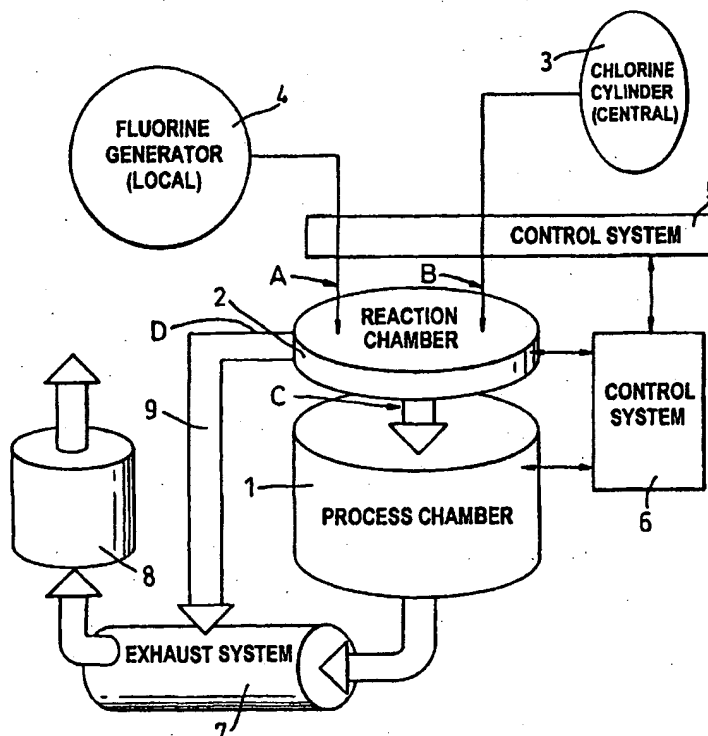 3
CHLORINE
CYLINDER
(CENTRAL)
4
FLUORINE
GENERATOR
(LOCAL)
CONTROL SYSTEM
A
B
2
D
REACTION
CHAMBER
C
9
CONTROL
SYSTEM
1
PROCESS CHAMBER
6
8
EXHAUST SYSTEM
7